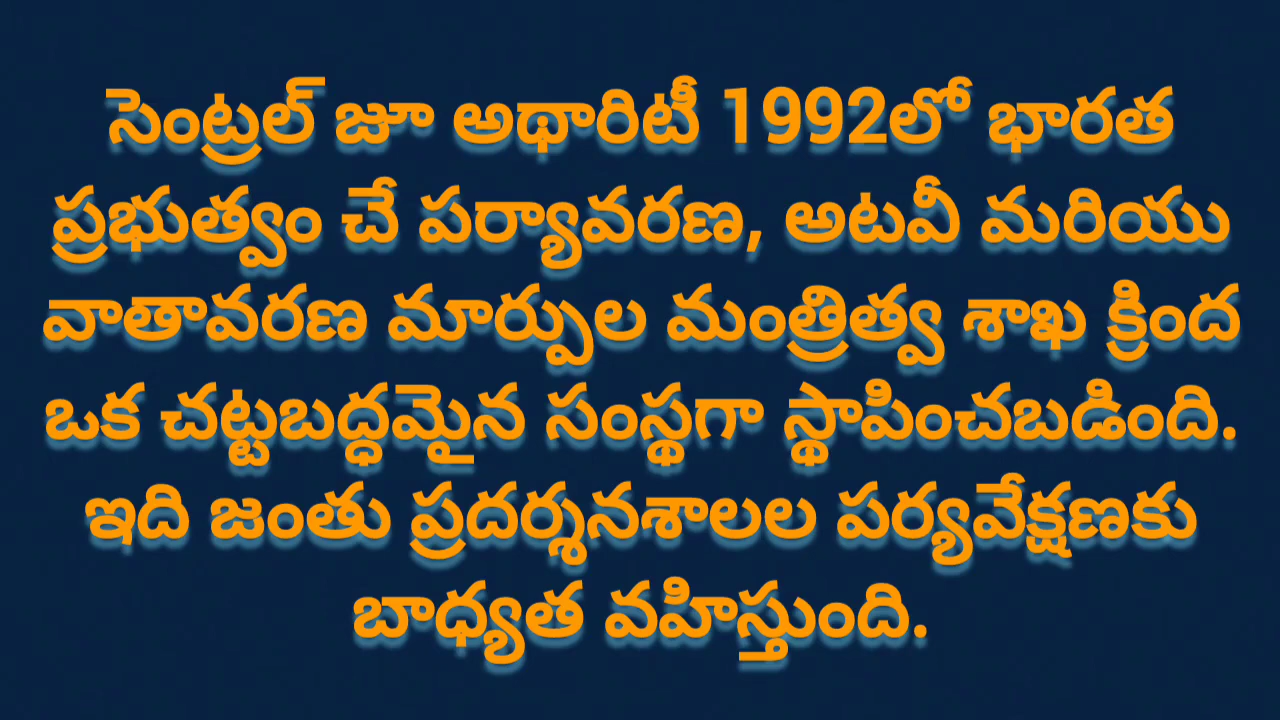 సెంట్రల్ జూ అథారిటీ 1992లో భారత
ప్రభుత్వం చే పర్యావరణ, అటవీ మరియు
వాతావరణ మార్పుల మంత్రిత్వ శాఖ క్రింద
ఒక చట్టబద్ధమైన సంస్థగా స్థాపించబడింది.
ఇది జంతు ప్రదర్శనశాలల పర్యవేక్షణకు
బాధ్యత వహిస్తుంది.